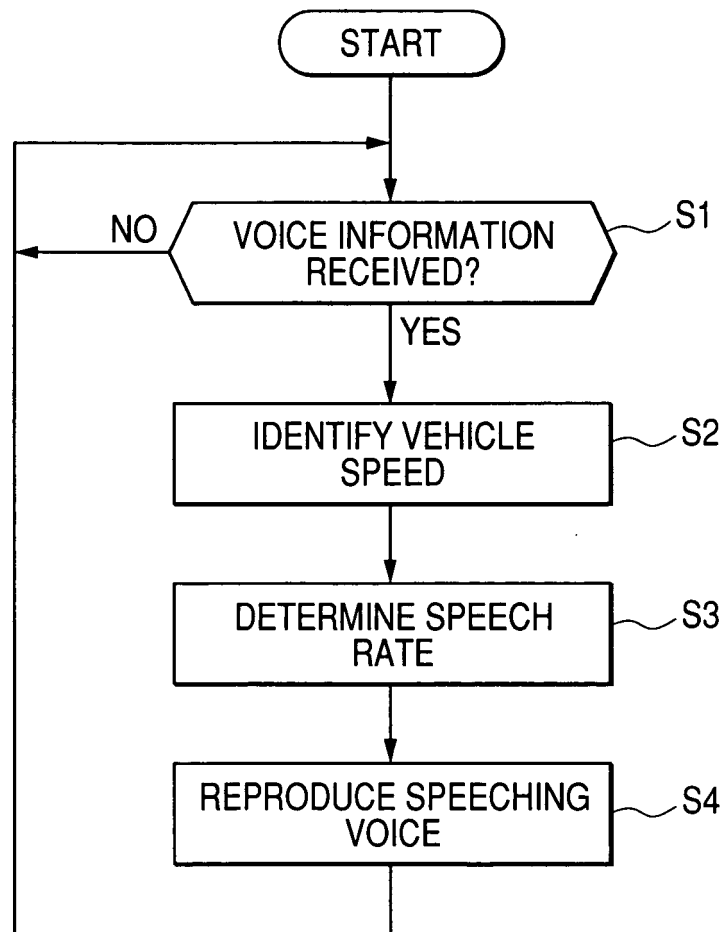 START
NO
VOICE INFORMATION
RECEIVED?
S1
YES
IDENTIFY VEHICLE
SPEED
S2
DETERMINE SPEECH
RATE
S3
REPRODUCE SPEECHING
VOICE
S4